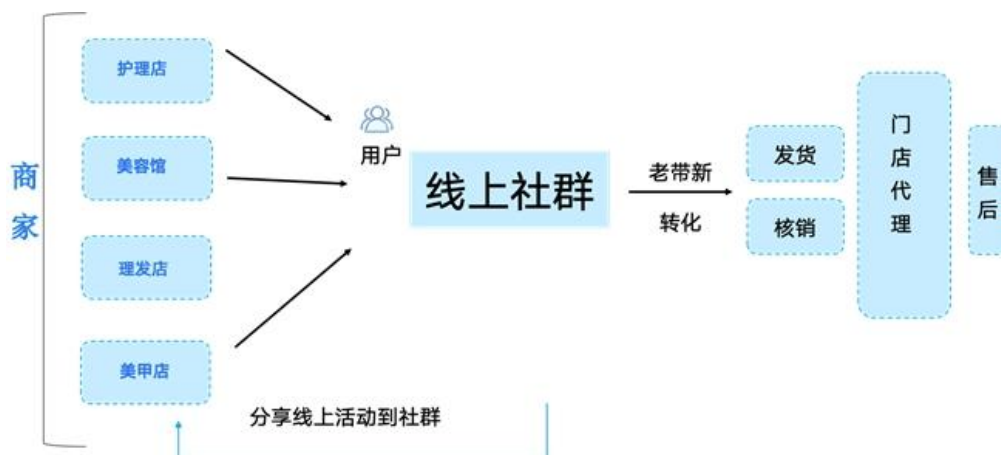 商家
护理店
美容馆
理发店
美甲店
用户
线上社群
老带新
转化
发货
核销
门店代理
售后
分享线上活动到社群